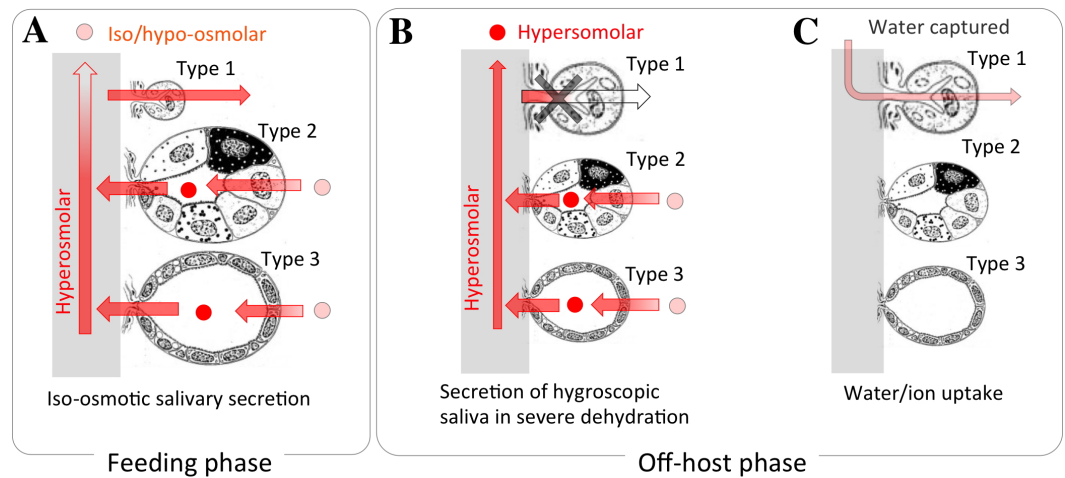 A
Iso/hypo-osmolar
Type 1
Type 2
Hyperosmolar
Type 3
Iso-osmotic salivary secretion
Feeding phase
B
Hypersomolar
Type 1
Type 2
Hyperosmolar
Type 3
Secretion of hygroscopic
saliva in severe dehydration
C
Water captured
Type 1
Type 2
Type 3
Water/ion uptake
Off-host phase